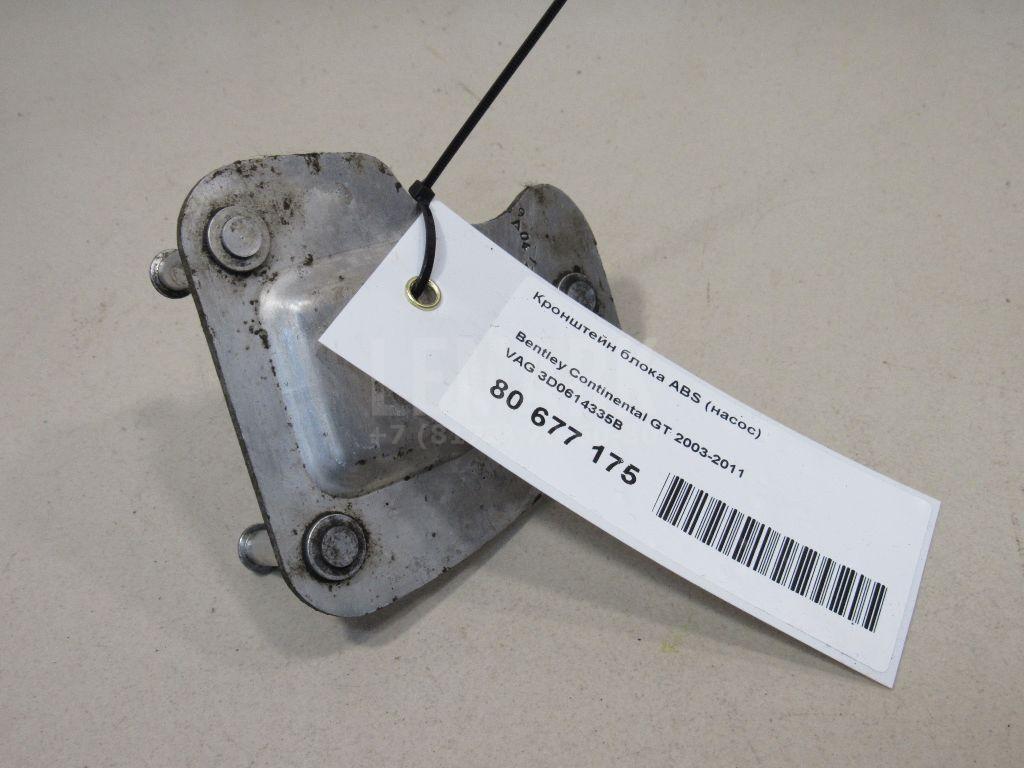 Кронштейн блока ABS (насос)
Bentley Continental GT 2003-2011
VAG 3D0614335B
80 677 175